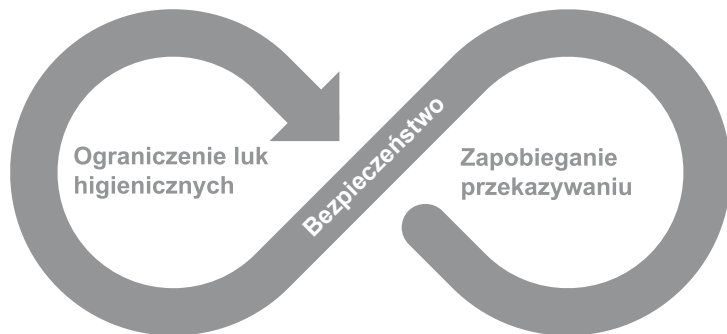 Ograniczenie luk
higienicznych
Bezpieczeństwo
Zapobieganie
przekazywaniu